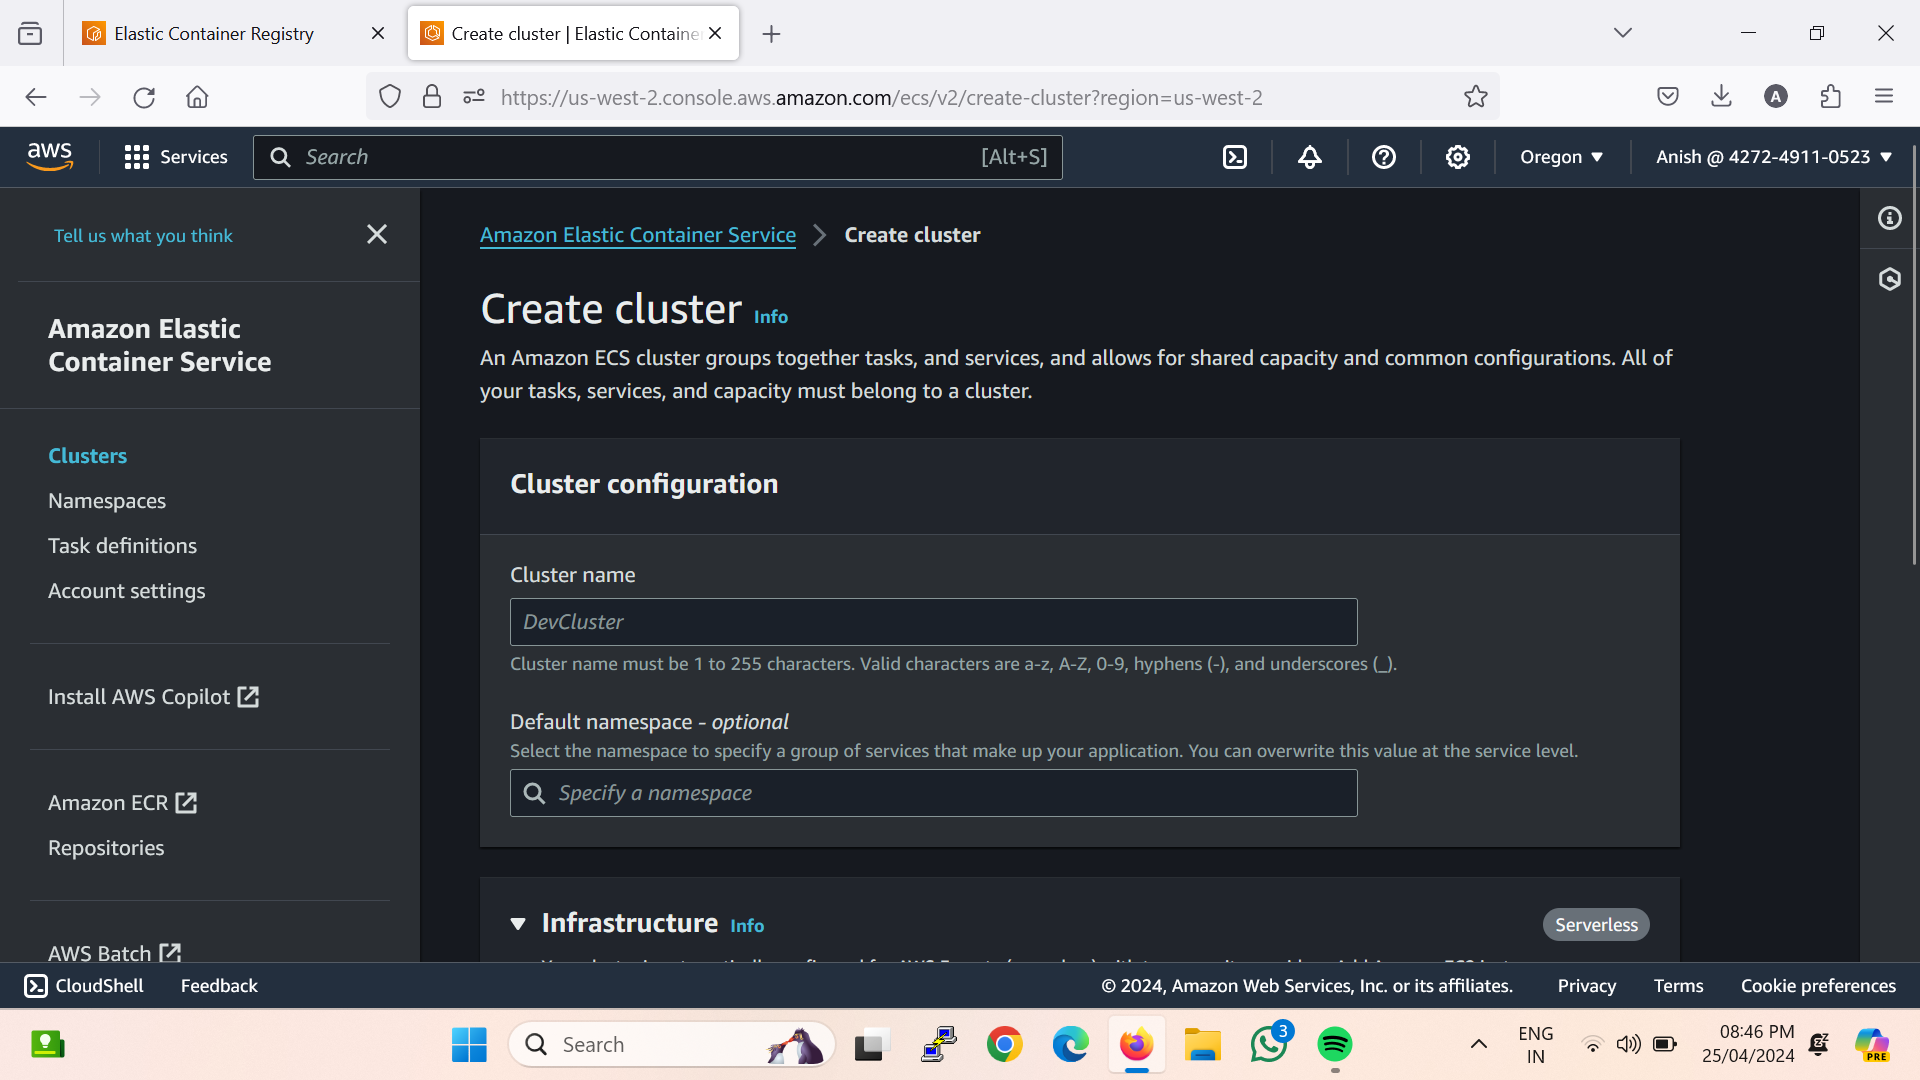 Elastic Container Registry
Create cluster | Elastic Containe
https://us-west-2.console.aws.amazon.com/ecs/v2/create-cluster?region=us-west-2
A
aws
Services
Search
[Alt+S]
Oregon
Anish @ 4272-4911-0523
Tell us what you think
Amazon Elastic
Container Service
Clusters
Namespaces
Task definitions
Account settings
Install AWS Copilot
Amazon ECR
Repositories
AWS Batch
Amazon Elastic Container Service
Create cluster
Create cluster Info
An Amazon ECS cluster groups together tasks, and services, and allows for shared capacity and common configurations. All of
your tasks, services, and capacity must belong to a cluster.
Cluster configuration
Cluster name
DevCluster
Cluster name must be 1 to 255 characters. Valid characters are a-z, A-Z, 0-9, hyphens (-), and underscores (_).
Default namespace - optional
Select the namespace to specify a group of services that make up your application. You can overwrite this value at the service level.
Specify a namespace
Infrastructure Info
Serverless
CloudShell
Feedback
© 2024, Amazon Web Services, Inc. or its affiliates.
Privacy
Terms
Cookie preferences
Search
3
ENG
IN
08:46 PM
25/04/2024
PRE